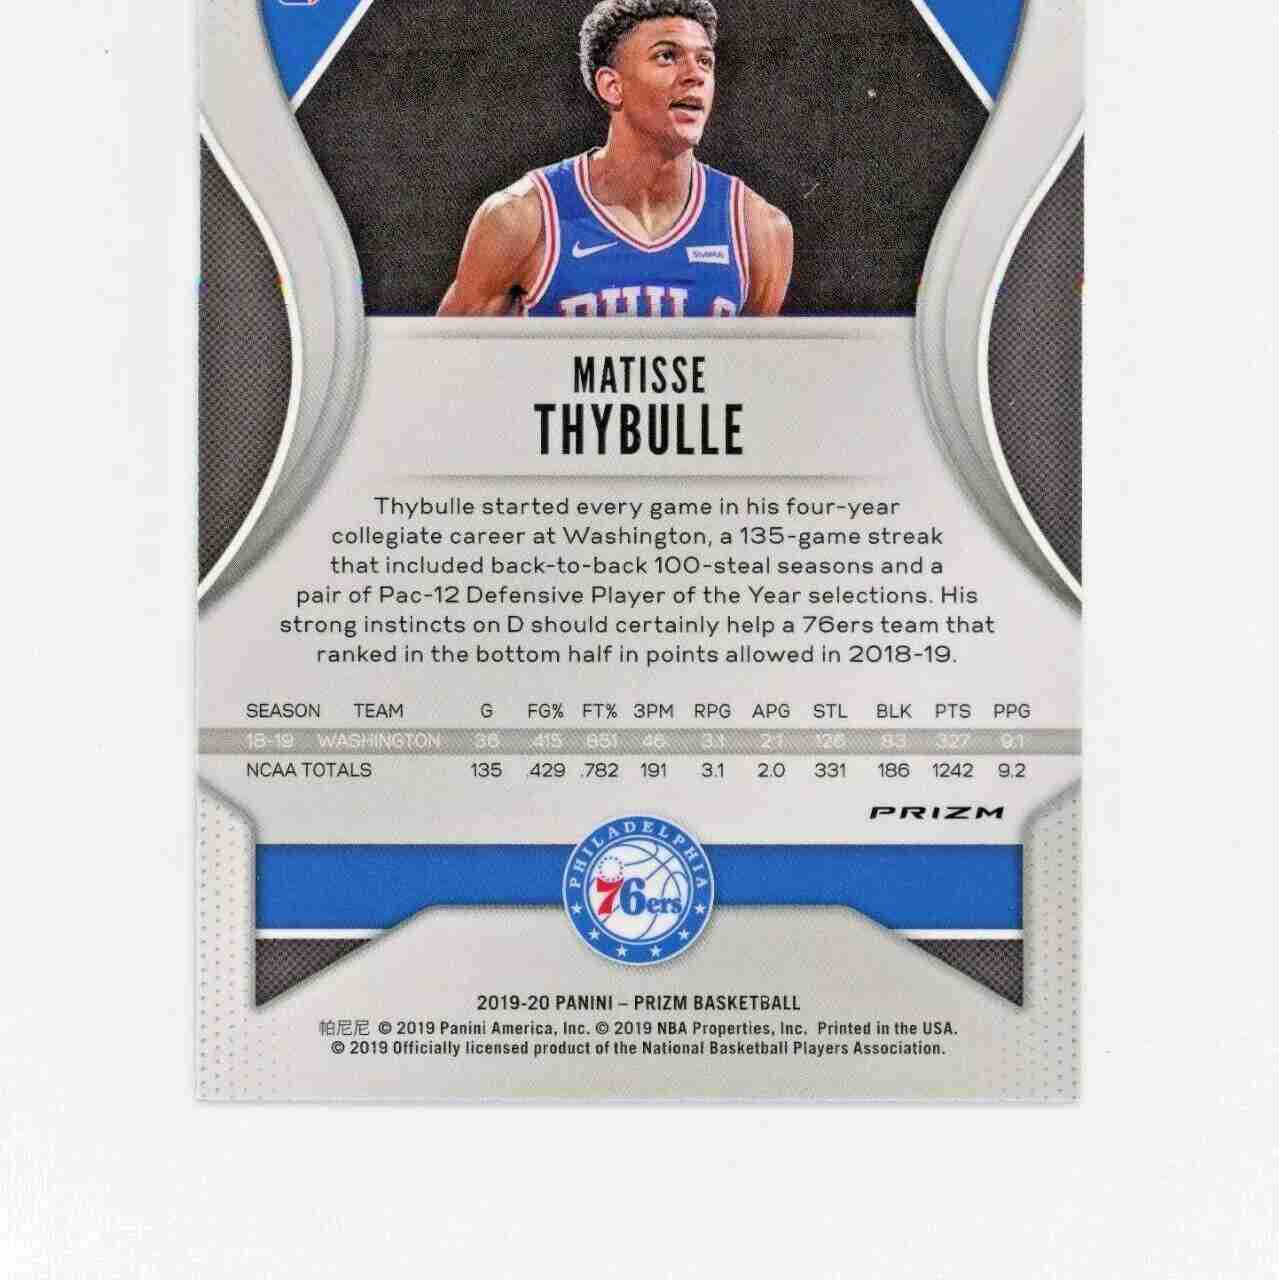 StubHub
PHILA
MATISSE
THYBULLE
Thybulle started every game in his four-year
collegiate career at Washington, a 135-game streak
that included back-to-back 100-steal seasons and a
pair of Pac-12 Defensive Player of the Year selections. His
strong instincts on D should certainly help a 76ers team that
ranked in the bottom half in points allowed in 2018-19.
SEASON TEAM G FG% FT% 3PM RPG APG STL BLK PTS PPG
18-19 WASHINGTON 36 .415 .851 46 3.1 2.1 126 83 327 9.1
NCAA TOTALS 135 .429 .782 191 3.1 2.0 331 186 1242 9.2
PRIZM
PHILADELPHIA
76ers
2019-20 PANINI – PRIZM BASKETBALL
帕尼尼 © 2019 Panini America, Inc. © 2019 NBA Properties, Inc. Printed in the USA.
© 2019 Officially licensed product of the National Basketball Players Association.